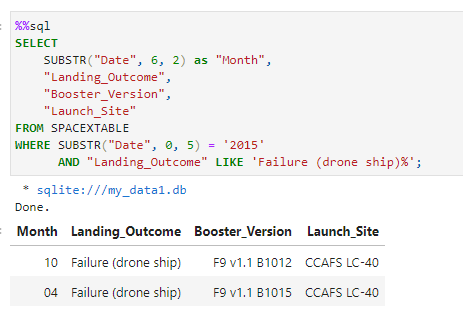 %%sql
SELECT
SUBSTR("Date", 6, 2) as "Month",
"Landing_Outcome",
"Booster_Version",
"Launch_Site"
FROM SPACEXTABLE
WHERE SUBSTR("Date", 0, 5) = '2015'
AND "Landing_Outcome" LIKE 'Failure (drone ship)%';
* sqlite:///my_data1.db
Done.
Month Landing_Outcome Booster_Version Launch_Site
10 Failure (drone ship) F9 v1.1 B1012 CCAFS LC-40
04 Failure (drone ship) F9 v1.1 B1015 CCAFS LC-40